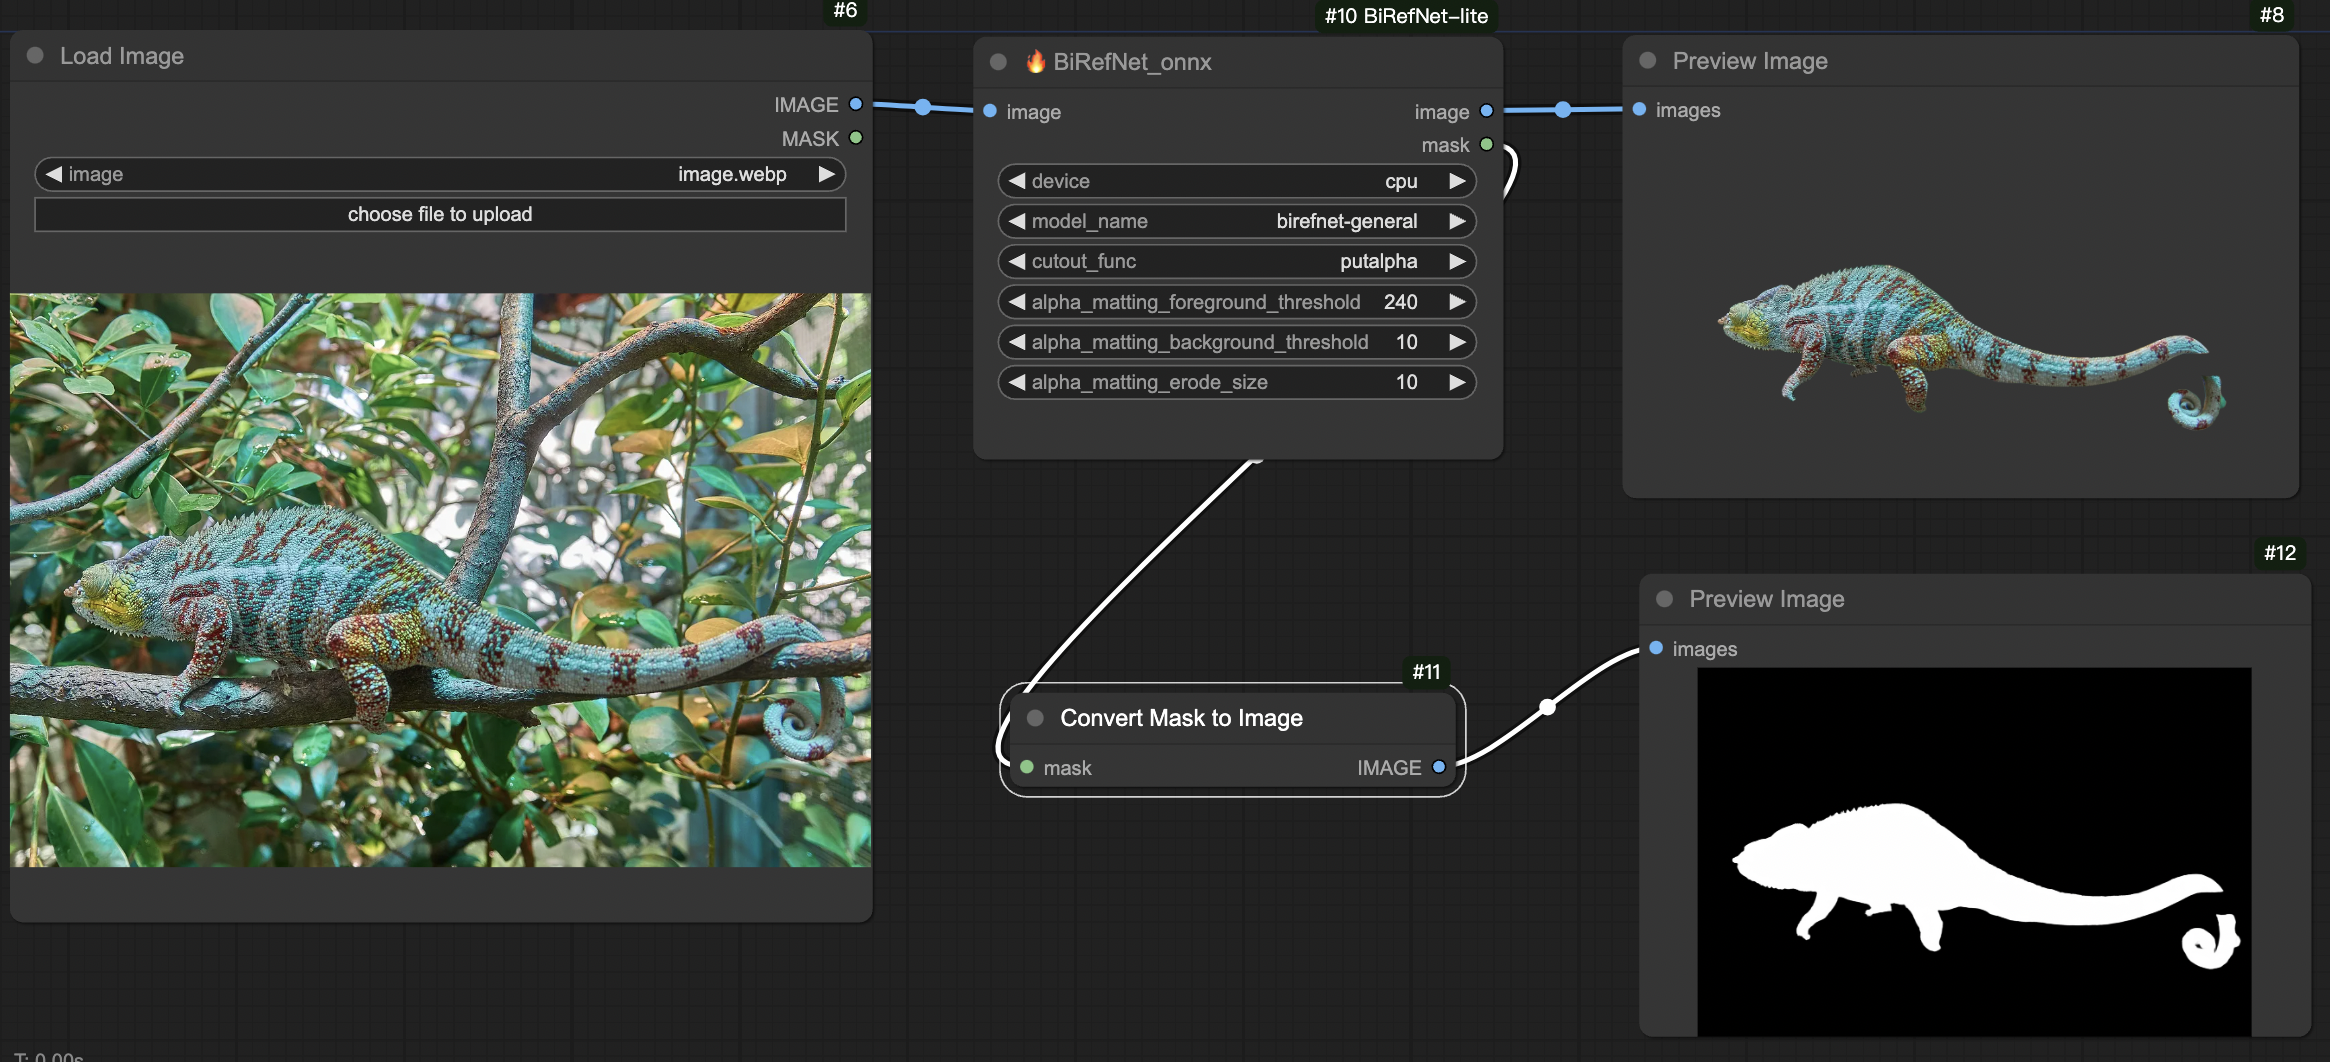 #6
Load Image
IMAGE
MASK
image image.webp
choose file to upload
#10 BiRefNet-lite
BiRefNet_onnx
image image
mask
device cpu
model_name birefnet-general
cutout_func putalpha
alpha_matting_foreground_threshold 240
alpha_matting_background_threshold 10
alpha_matting_erode_size 10
#8
Preview Image
images
#11
Convert Mask to Image
mask IMAGE
#12
Preview Image
images
T: 0.00s